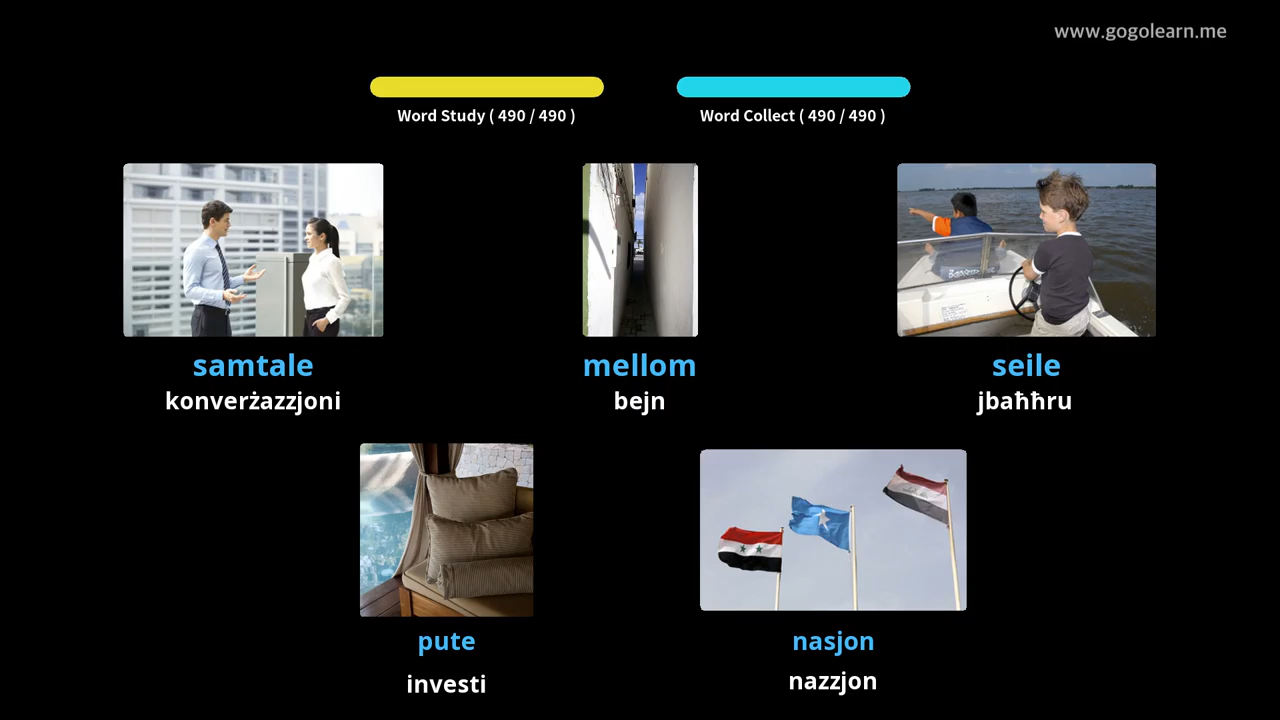 www.gogolearn.me
Word Study ( 490 / 490 )
Word Collect ( 490 / 490 )
samtale
konverżazzjoni
mellom
bejn
seile
jbaħħru
pute
investi
nasjon
nazzjon